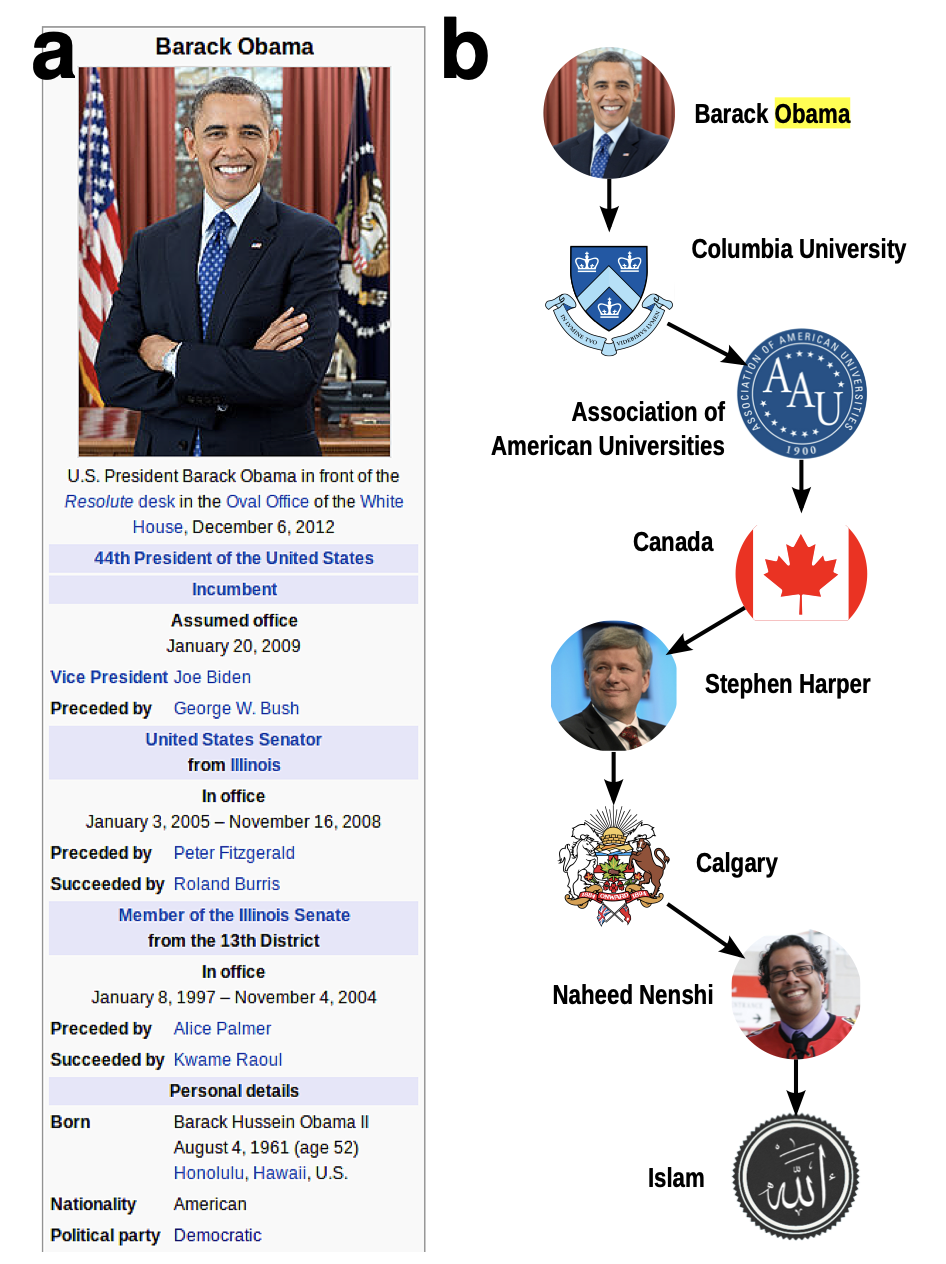 a
Barack Obama
U.S. President Barack Obama in front of the
Resolute desk in the Oval Office of the White
House, December 6, 2012
44th President of the United States
Incumbent
Assumed office
January 20, 2009
Vice President Joe Biden
Preceded by George W. Bush
United States Senator
from Illinois
In office
January 3, 2005 – November 16, 2008
Preceded by Peter Fitzgerald
Succeeded by Roland Burris
Member of the Illinois Senate
from the 13th District
In office
January 8, 1997 – November 4, 2004
Preceded by Alice Palmer
Succeeded by Kwame Raoul
Personal details
Born Barack Hussein Obama II
August 4, 1961 (age 52)
Honolulu, Hawaii, U.S.
Nationality American
Political party Democratic
b
Barack Obama
Columbia University
IN LVMINE TVO VIDEBIMVS LVMEN
ASSOCIATION OF AMERICAN UNIVERSITIES
AAU
1900
Association of
American Universities
Canada
Stephen Harper
Calgary
ONWARD
Naheed Nenshi
Islam
الله